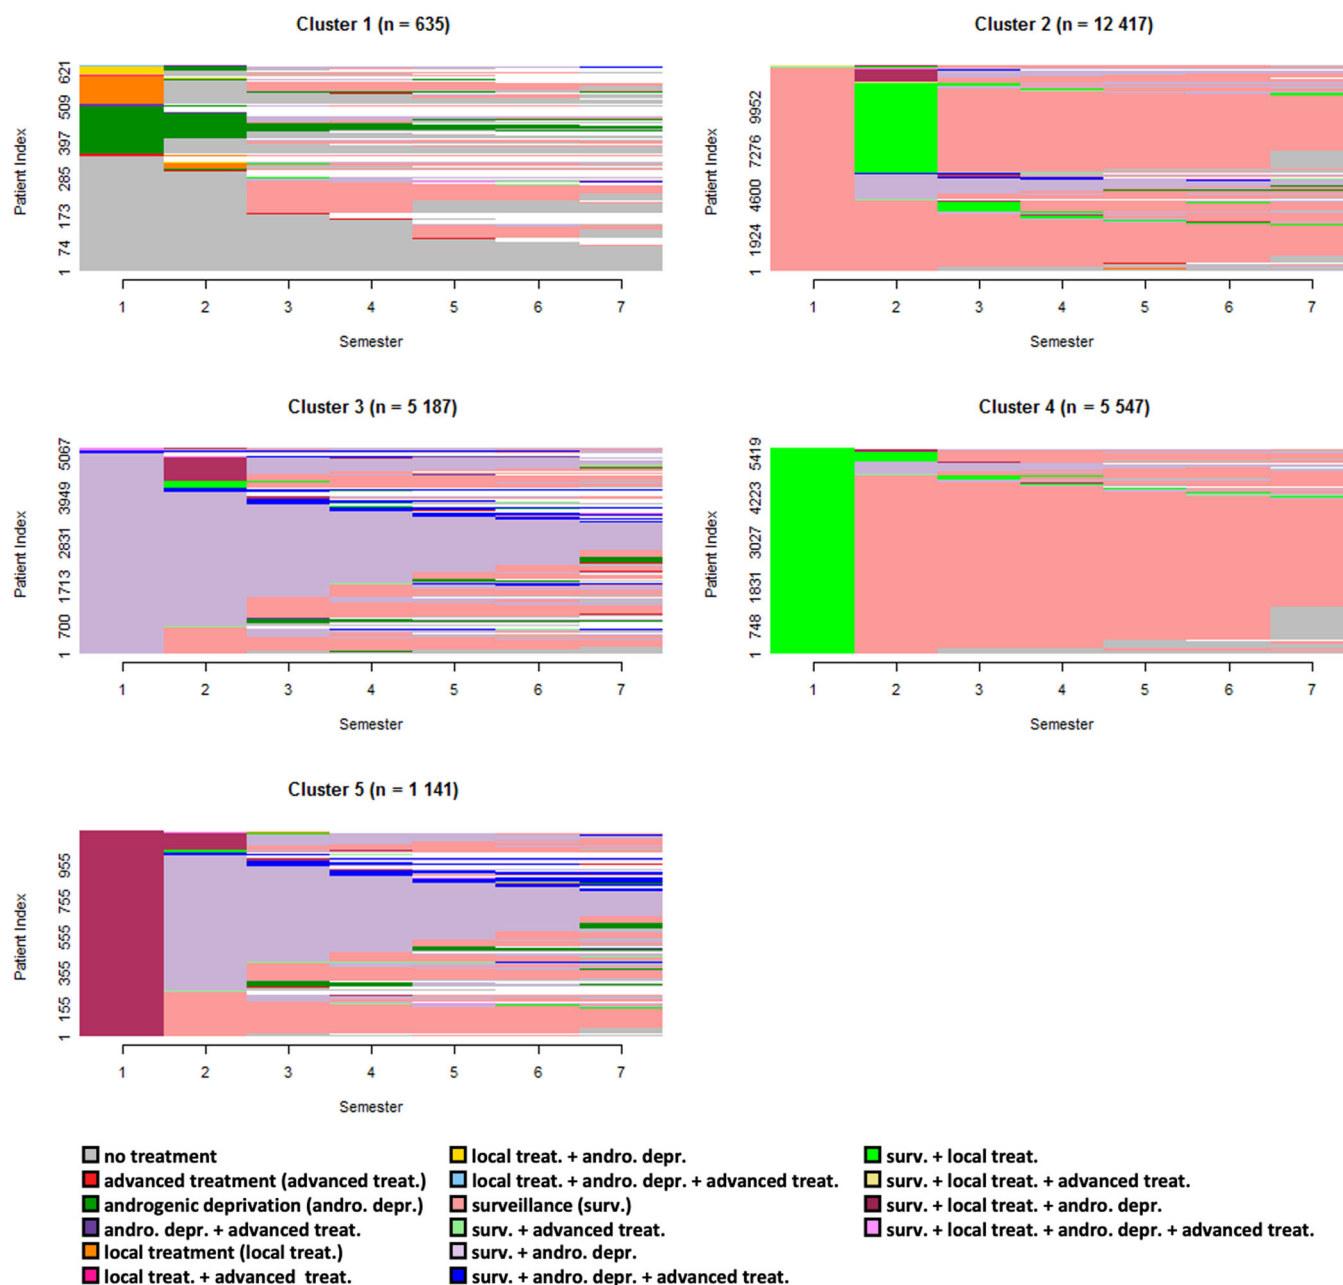 Cluster 1 (n = 635)
Patient Index
621
509
397
285
173
74
1
1 2 3 4 5 6 7
Semester
Cluster 2 (n = 12 417)
Patient Index
9952
7276
4600
1924
1
1 2 3 4 5 6 7
Semester
Cluster 3 (n = 5 187)
Patient Index
5067
3949
2831
1713
700
1
1 2 3 4 5 6 7
Semester
Cluster 4 (n = 5 547)
Patient Index
5419
4223
3027
1831
748
1
1 2 3 4 5 6 7
Semester
Cluster 5 (n = 1 141)
Patient Index
955
755
555
355
155
1
1 2 3 4 5 6 7
Semester
no treatment
advanced treatment (advanced treat.)
androgenic deprivation (andro. depr.)
andro. depr. + advanced treat.
local treatment (local treat.)
local treat. + advanced treat.
local treat. + andro. depr.
local treat. + andro. depr. + advanced treat.
surveillance (surv.)
surv. + advanced treat.
surv. + andro. depr.
surv. + andro. depr. + advanced treat.
surv. + local treat.
surv. + local treat. + advanced treat.
surv. + local treat. + andro. depr.
surv. + local treat. + andro. depr. + advanced treat.